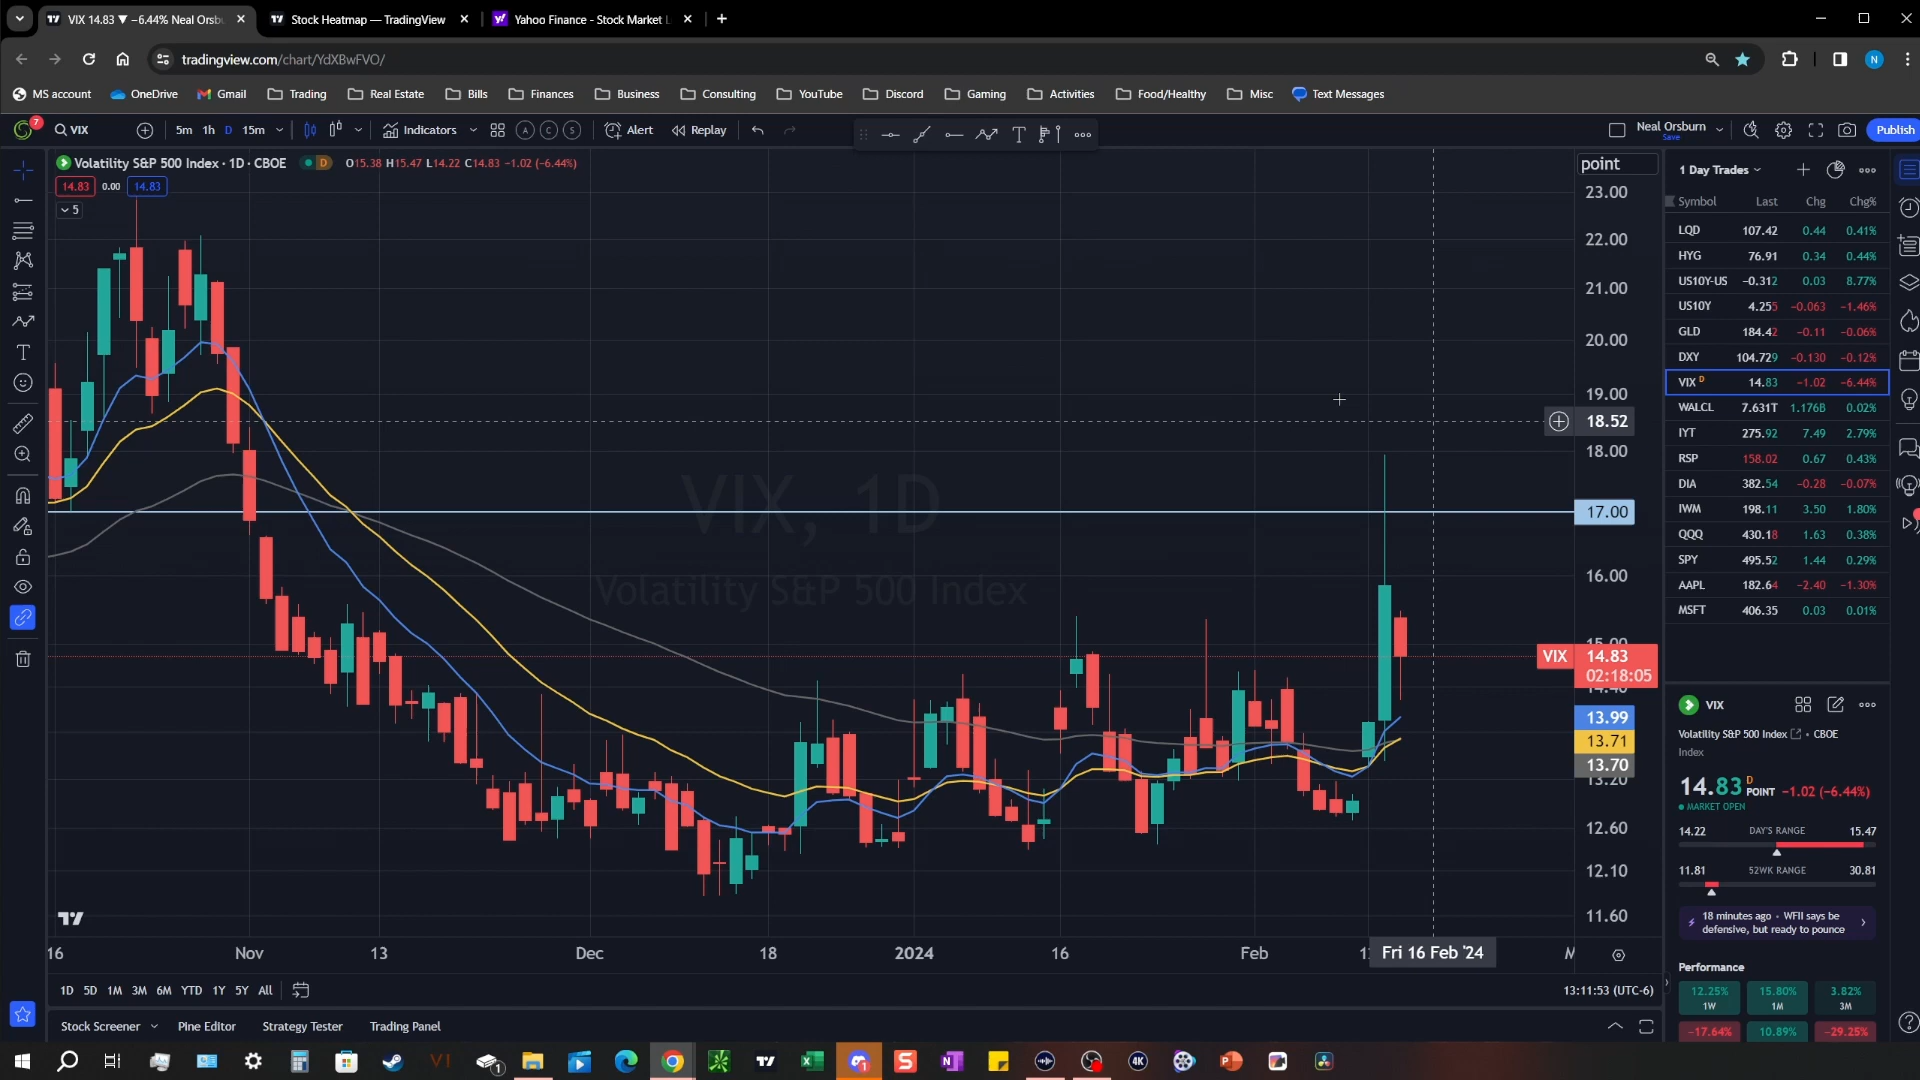 VIX 14.83 ▼ −6.44% Neal Orsb
Stock Heatmap — TradingView
Yahoo Finance - Stock Market
tradingview.com/chart/YdXBwFVO/
MS account
OneDrive
Gmail
Trading
Real Estate
Bills
Finances
Business
Consulting
YouTube
Discord
Gaming
Activities
Food/Healthy
Misc
Text Messages
7
VIX
5m 1h D 15m
Indicators
A C S
Alert
Replay
Neal Orsburn
Save
Publish
Volatility S&P 500 Index · 1D · CBOE
D
O15.38 H15.47 L14.22 C14.83 −1.02 (−6.44%)
14.83 0.00 14.83
5
VIX, 1D
Volatility S&P 500 Index
point
23.00
22.00
21.00
20.00
19.00
18.52
18.00
17.00
16.00
15.00
VIX 14.83
02:18:05
14.40
13.99
13.71
13.70
13.20
12.60
12.10
11.60
16 Nov 13 Dec 18 2024 16 Feb Fri 16 Feb '24
1D 5D 1M 3M 6M YTD 1Y 5Y All
13:11:53 (UTC-6)
Stock Screener
Pine Editor
Strategy Tester
Trading Panel
1 Day Trades
Symbol Last Chg Chg%
LQD 107.42 0.44 0.41%
HYG 76.91 0.34 0.44%
US10Y-US −0.312 0.03 8.77%
US10Y 4.255 −0.063 −1.46%
GLD 184.42 −0.11 −0.06%
DXY 104.729 −0.130 −0.12%
VIX D 14.83 −1.02 −6.44%
WALCL 7.631T 1.176B 0.02%
IYT 275.92 7.49 2.79%
RSP 158.02 0.67 0.43%
DIA 382.54 −0.28 −0.07%
IWM 198.11 3.50 1.80%
QQQ 430.18 1.63 0.38%
SPY 495.52 1.44 0.29%
AAPL 182.64 −2.40 −1.30%
MSFT 406.35 0.03 0.01%
VIX
Volatility S&P 500 Index · CBOE
Index
14.83 D POINT −1.02 (−6.44%)
MARKET OPEN
14.22 DAY'S RANGE 15.47
11.81 52WK RANGE 30.81
18 minutes ago · WFII says be
defensive, but ready to pounce
Performance
12.25% 15.80% 3.82%
1W 1M 3M
−17.64% 10.89% −29.25%